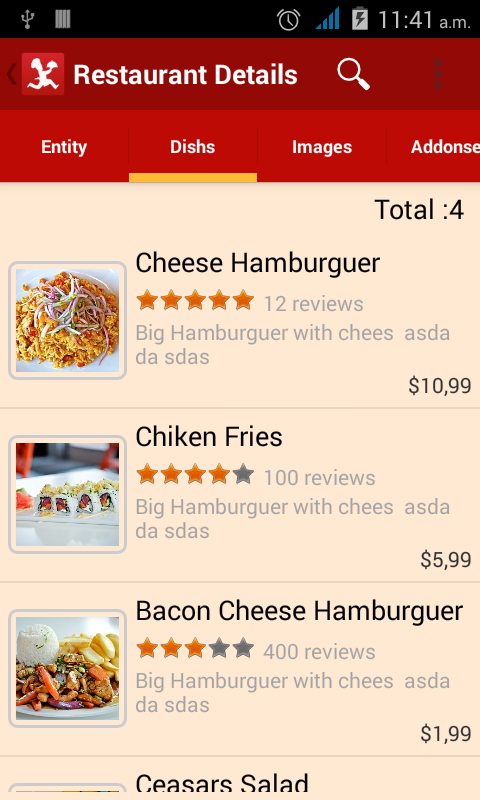 11:41 a.m.
Restaurant Details
Entity
Dishs
Images
Addonse
Total :4
Cheese Hamburguer
12 reviews
Big Hamburguer with chees  asda
da sdas
$10,99
Chiken Fries
100 reviews
Big Hamburguer with chees  asda
da sdas
$5,99
Bacon Cheese Hamburguer
400 reviews
Big Hamburguer with chees  asda
da sdas
$1,99
Ceasars Salad